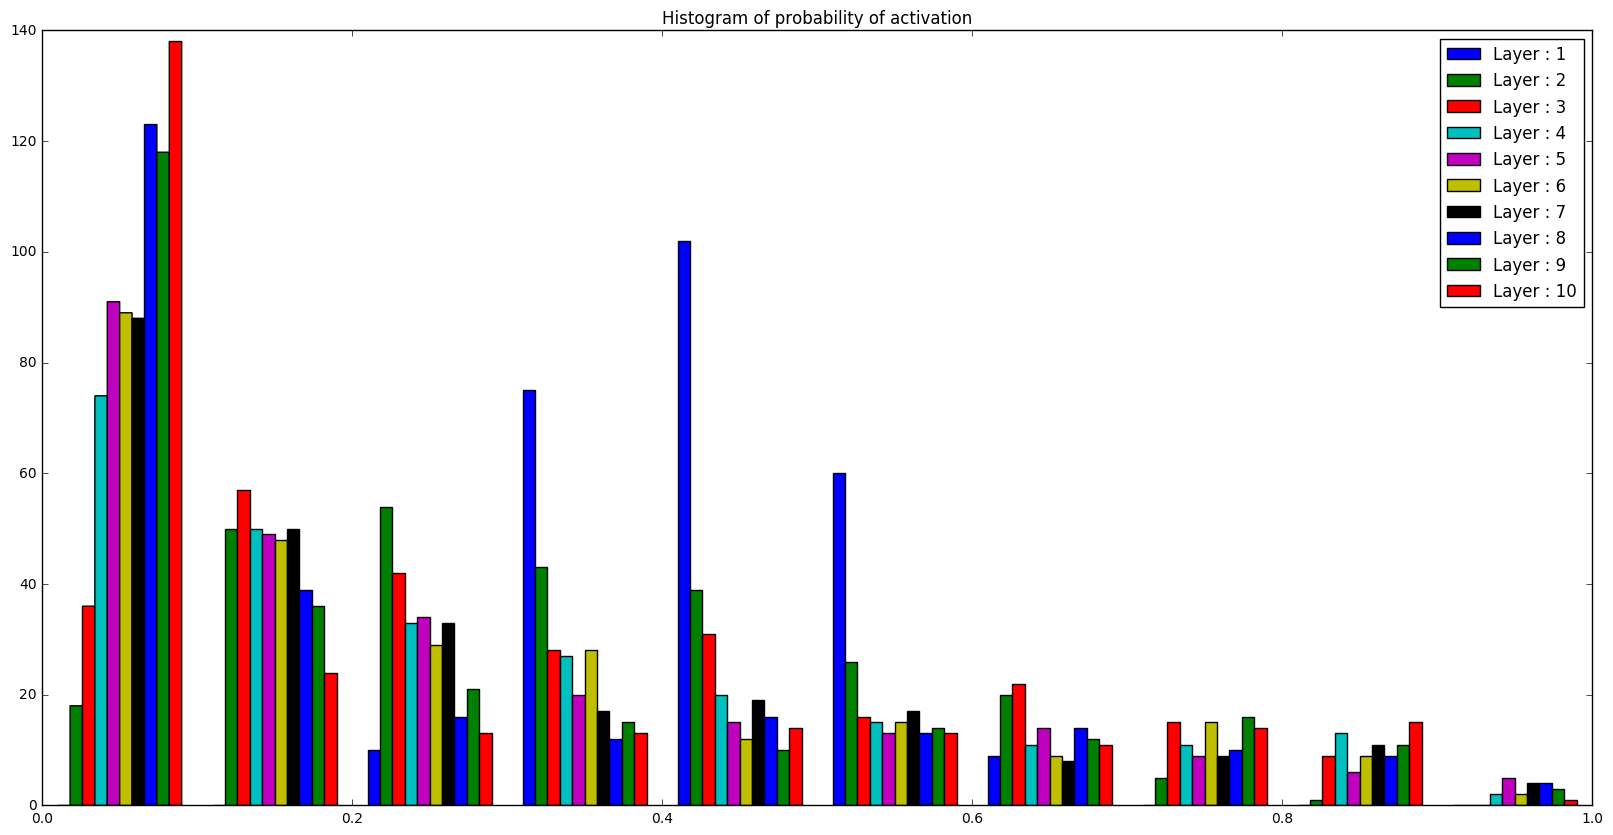 Histogram of probability of activation
140
120
100
80
60
40
20
0
0.0 0.2 0.4 0.6 0.8 1.0
Layer : 1
Layer : 2
Layer : 3
Layer : 4
Layer : 5
Layer : 6
Layer : 7
Layer : 8
Layer : 9
Layer : 10